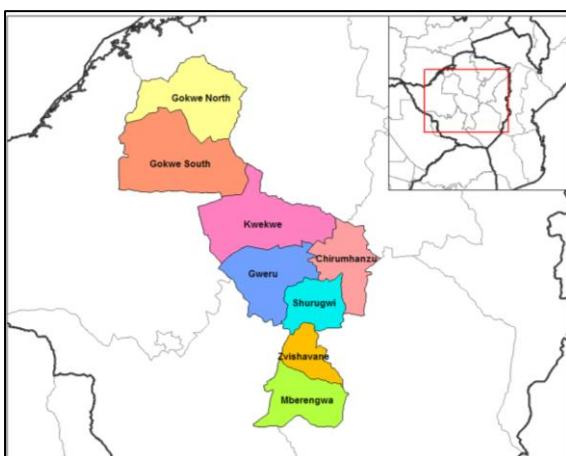 Gokwe North
Gokwe South
Kwekwe
Chirumhanzu
Gweru
Shurugwi
Zvishavane
Mberengwa